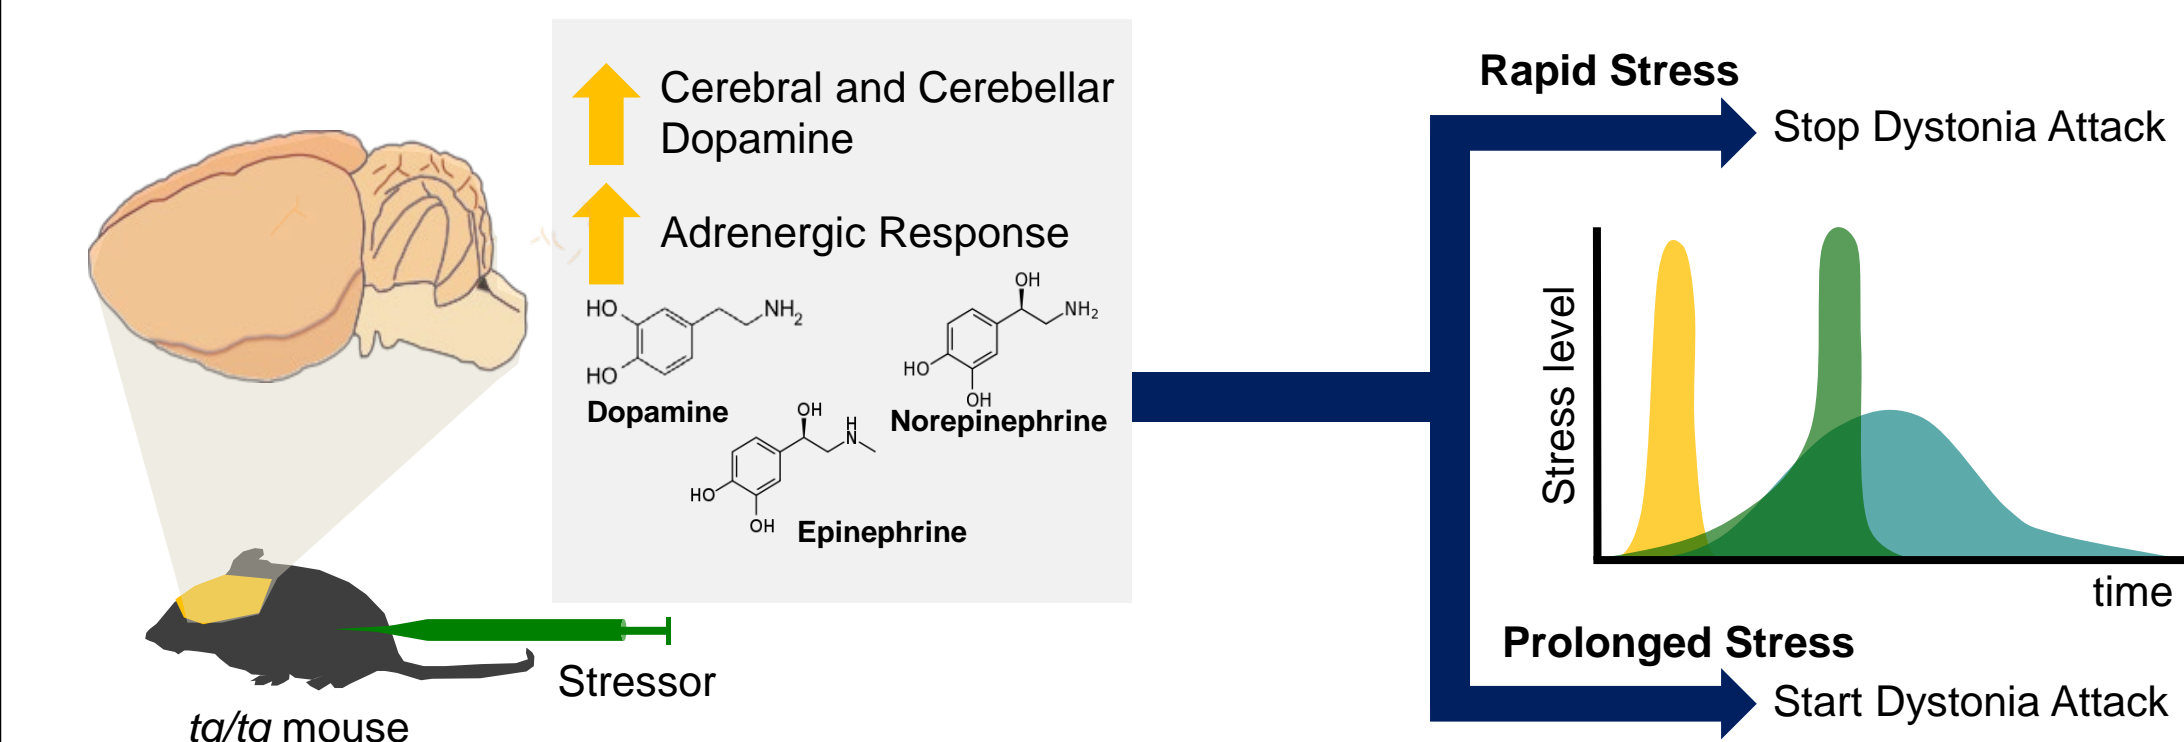 Cerebral and Cerebellar
Dopamine
Adrenergic Response
HO
NH2
HO
Dopamine
OH
NH2
HO
OH
Norepinephrine
OH
H
N
HO
OH
Epinephrine
Stressor
tg/tg mouse
Rapid Stress
Stop Dystonia Attack
Stress level
time
Prolonged Stress
Start Dystonia Attack